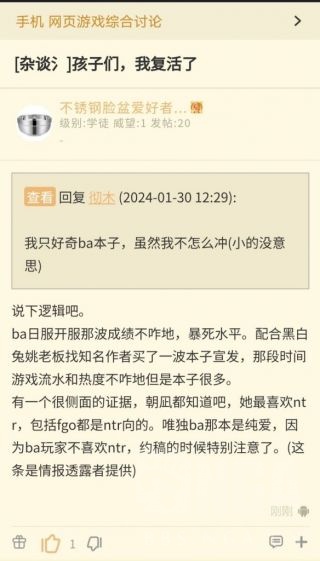 手机 网页游戏综合讨论
[杂谈氵]孩子们，我复活了
不锈钢脸盆爱好者...
级别:学徒 威望:1 发帖:20
-
查看 回复 彻木 (2024-01-30 12:29):
我只好奇ba本子，虽然我不怎么冲(小的没意
思)
说下逻辑吧。
ba日服开服那波成绩不咋地，暴死水平。配合黑白
兔姚老板找知名作者买了一波本子宣发，那段时间
游戏流水和热度不咋地但是本子很多。
有一个很侧面的证据，朝凪都知道吧，她最喜欢nt
r，包括fgo都是ntr向的。唯独ba那本是纯爱，因
为ba玩家不喜欢ntr，约稿的时候特别注意了。(这
条是情报透露者提供)
刚刚
1